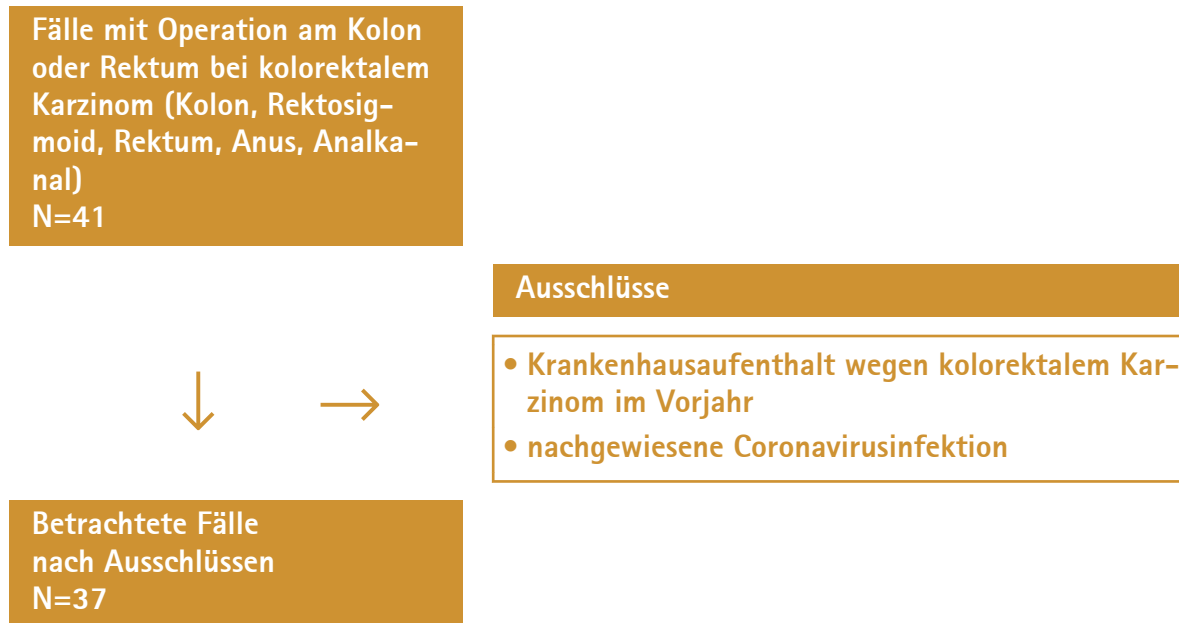 Fälle mit Operation am Kolon
oder Rektum bei kolorektalem
Karzinom (Kolon, Rektosig-
moid, Rektum, Anus, Analka-
nal)
N=41
Ausschlüsse
• Krankenhausaufenthalt wegen kolorektalem Kar-
zinom im Vorjahr
• nachgewiesene Coronavirusinfektion
Betrachtete Fälle
nach Ausschlüssen
N=37